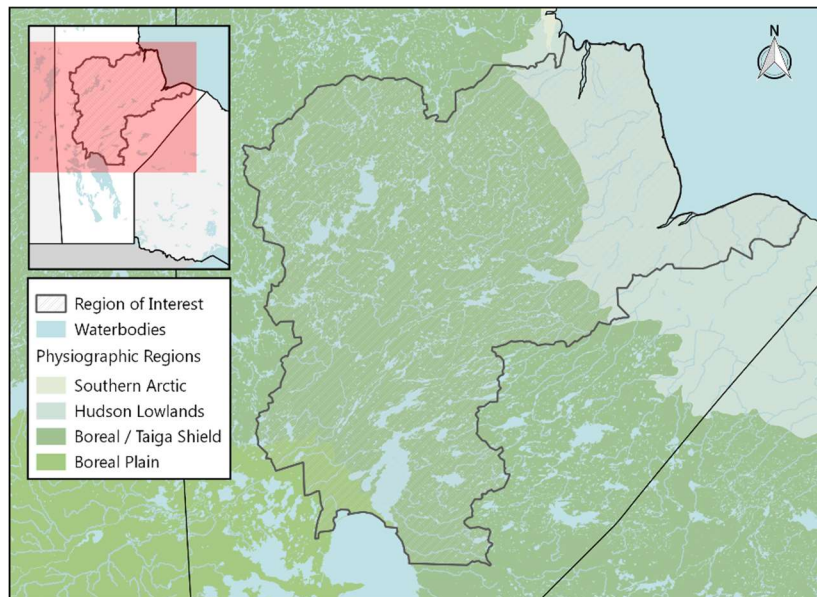 N
Region of Interest
Waterbodies
Physiographic Regions
Southern Arctic
Hudson Lowlands
Boreal / Taiga Shield
Boreal Plain